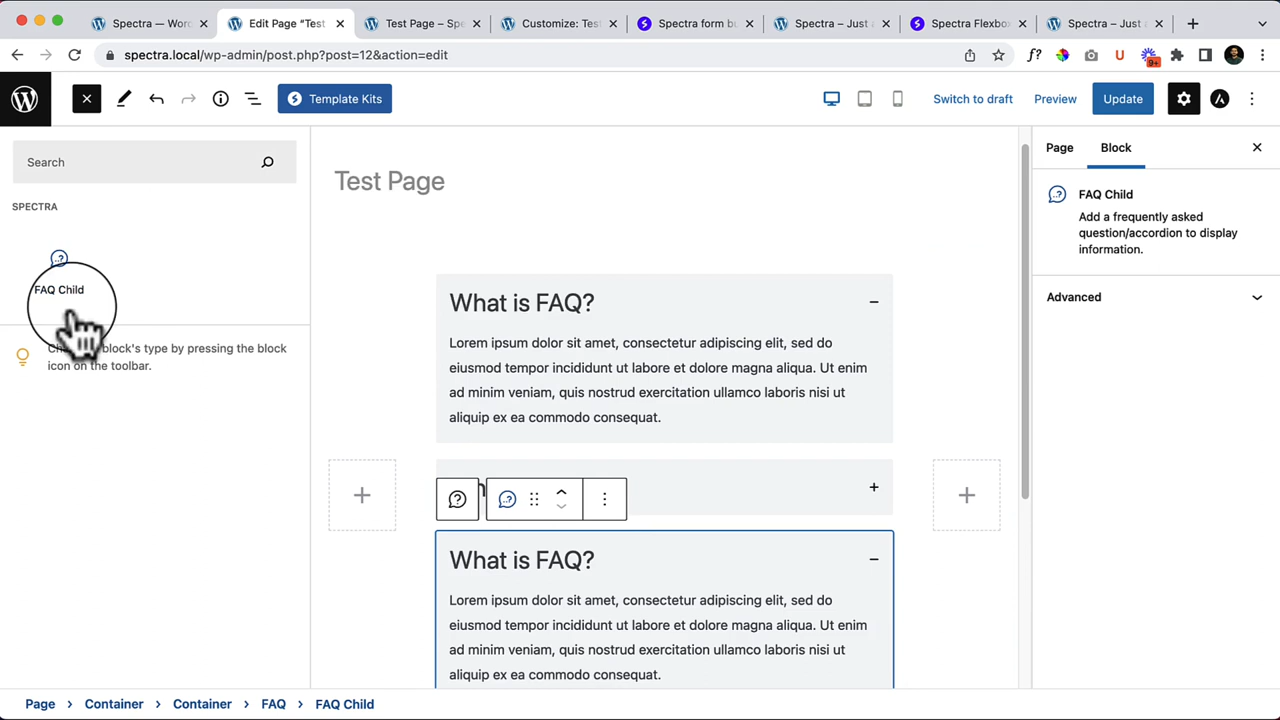 Spectra – Wor
Edit Page “Test
Test Page – Spe
Customize: Tes
Spectra form bu
Spectra – Just a
Spectra Flexbo
Spectra – Just a
spectra.local/wp-admin/post.php?post=12&action=edit
f?
U
9+
Template Kits
Switch to draft
Preview
Update
Search
SPECTRA
FAQ Child
block's type by pressing the block
icon on the toolbar.
Test Page
What is FAQ?
Lorem ipsum dolor sit amet, consectetur adipiscing elit, sed do
eiusmod tempor incididunt ut labore et dolore magna aliqua. Ut enim
ad minim veniam, quis nostrud exercitation ullamco laboris nisi ut
aliquip ex ea commodo consequat.
What is FAQ?
Lorem ipsum dolor sit amet, consectetur adipiscing elit, sed do
eiusmod tempor incididunt ut labore et dolore magna aliqua. Ut enim
ad minim veniam, quis nostrud exercitation ullamco laboris nisi ut
aliquip ex ea commodo consequat.
Page
Block
FAQ Child
Add a frequently asked
question/accordion to display
information.
Advanced
Page
Container
Container
FAQ
FAQ Child